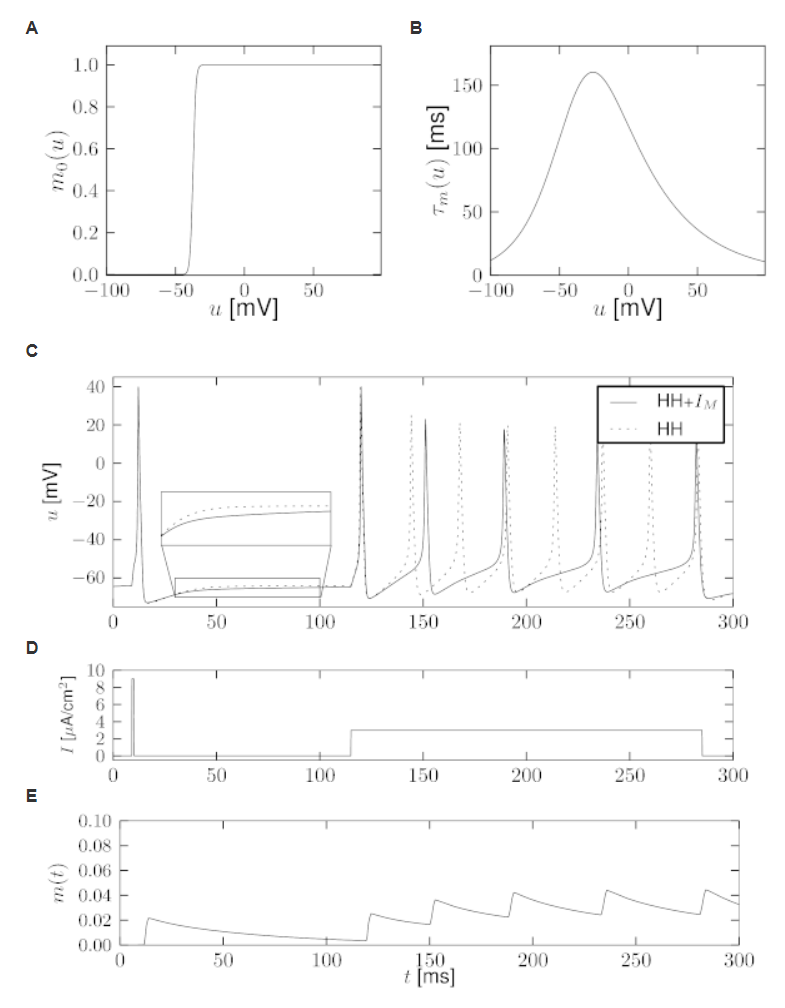 A
B
1.0
0.8
0.6
0.4
0.2
0.0
m₀(u)
−100 −50 0 50
u [mV]
150
100
50
0
τₘ(u) [ms]
−100 −50 0 50
u [mV]
C
40
20
0
−20
−40
−60
u [mV]
HH+I_M
HH
0 50 100 150 200 250 300
D
10
8
6
4
2
0
I [μA/cm²]
0 50 100 150 200 250 300
E
0.10
0.08
0.06
0.04
0.02
0.00
m(t)
0 50 100 150 200 250 300
t [ms]